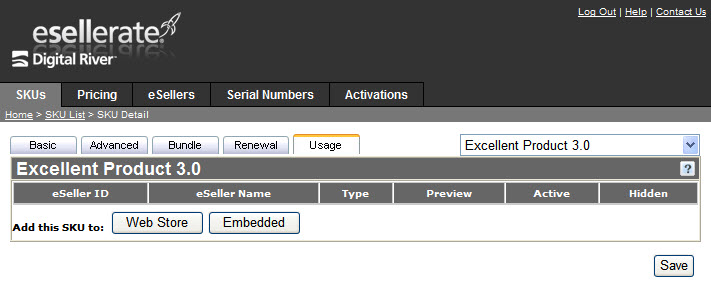 Log Out | Help | Contact Us
esellerate.
Digital River
SKUs Pricing eSellers Serial Numbers Activations
Home > SKU List > SKU Detail
Basic Advanced Bundle Renewal Usage Excellent Product 3.0
Excellent Product 3.0 ?
eSeller ID eSeller Name Type Preview Active Hidden
Add this SKU to: Web Store Embedded
Save